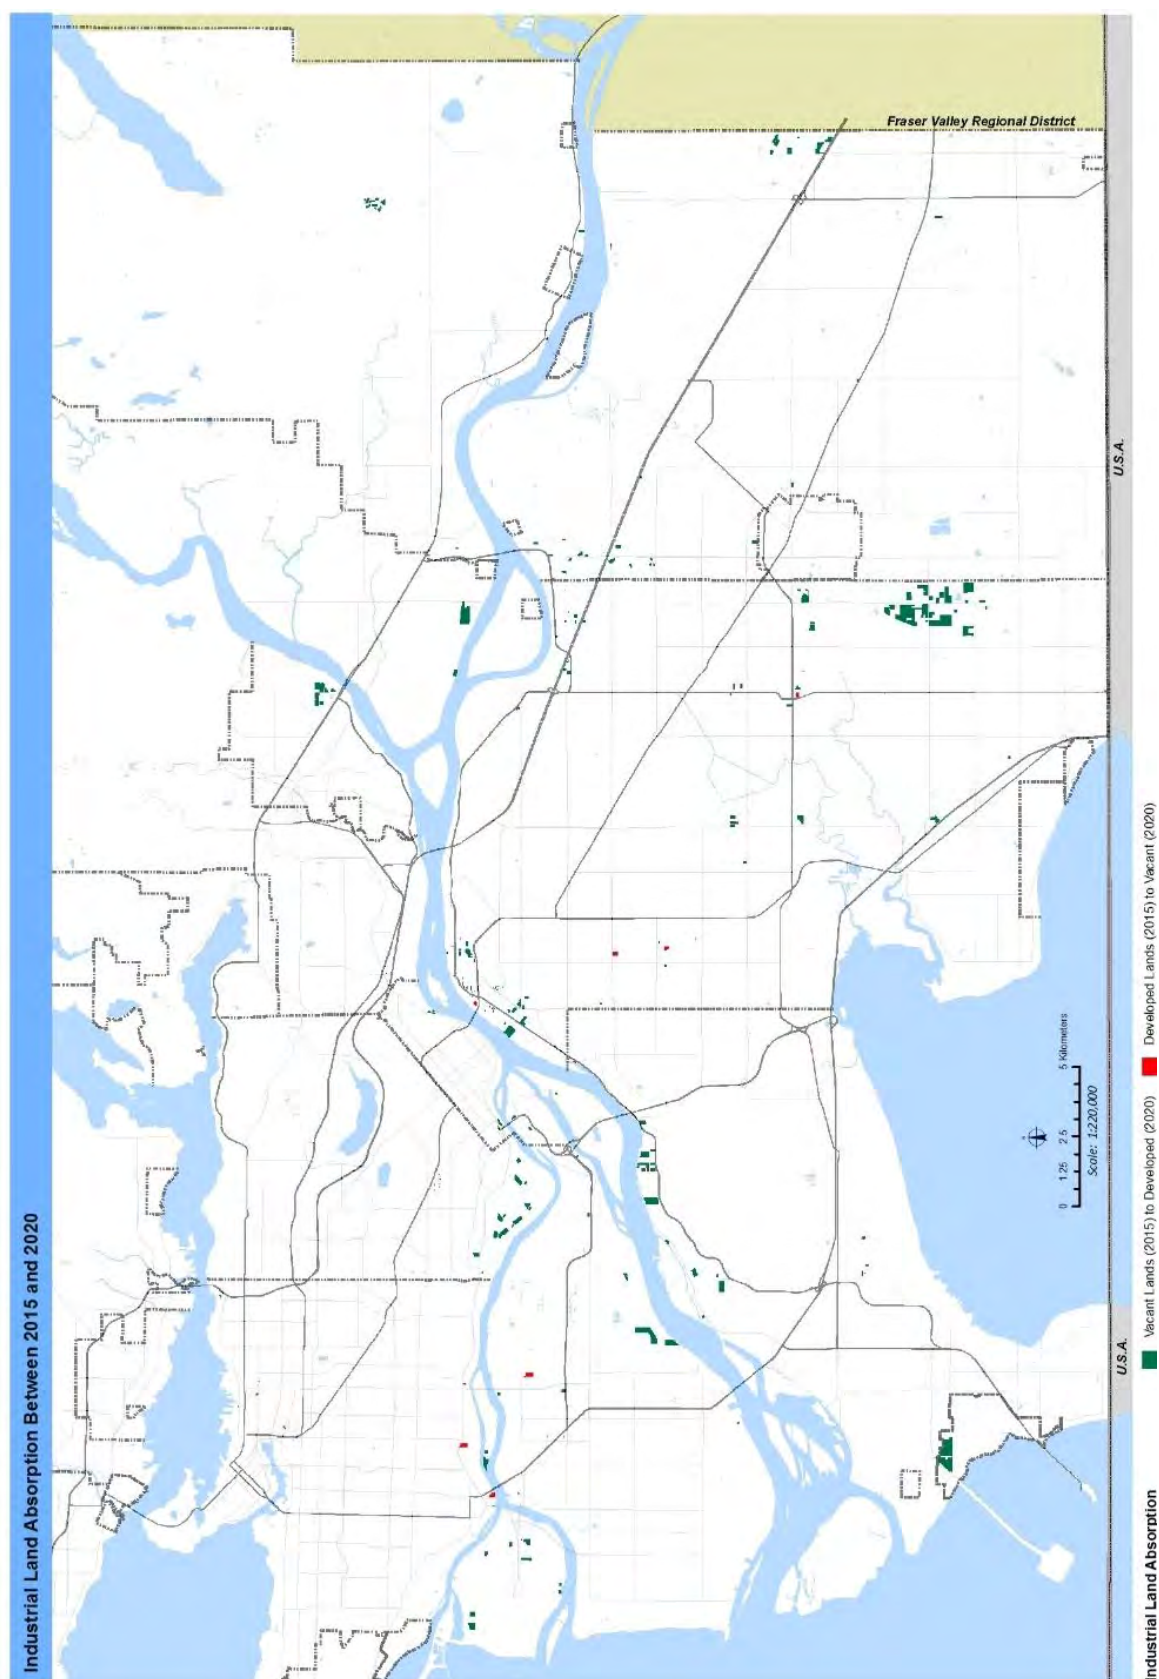 Industrial Land Absorption Between 2015 and 2020
Fraser Valley Regional District
U.S.A.
U.S.A.
0 1.25 2.5 5 Kilometers
Scale: 1:220,000
Industrial Land Absorption
Vacant Lands (2015) to Developed (2020)
Developed Lands (2015) to Vacant (2020)